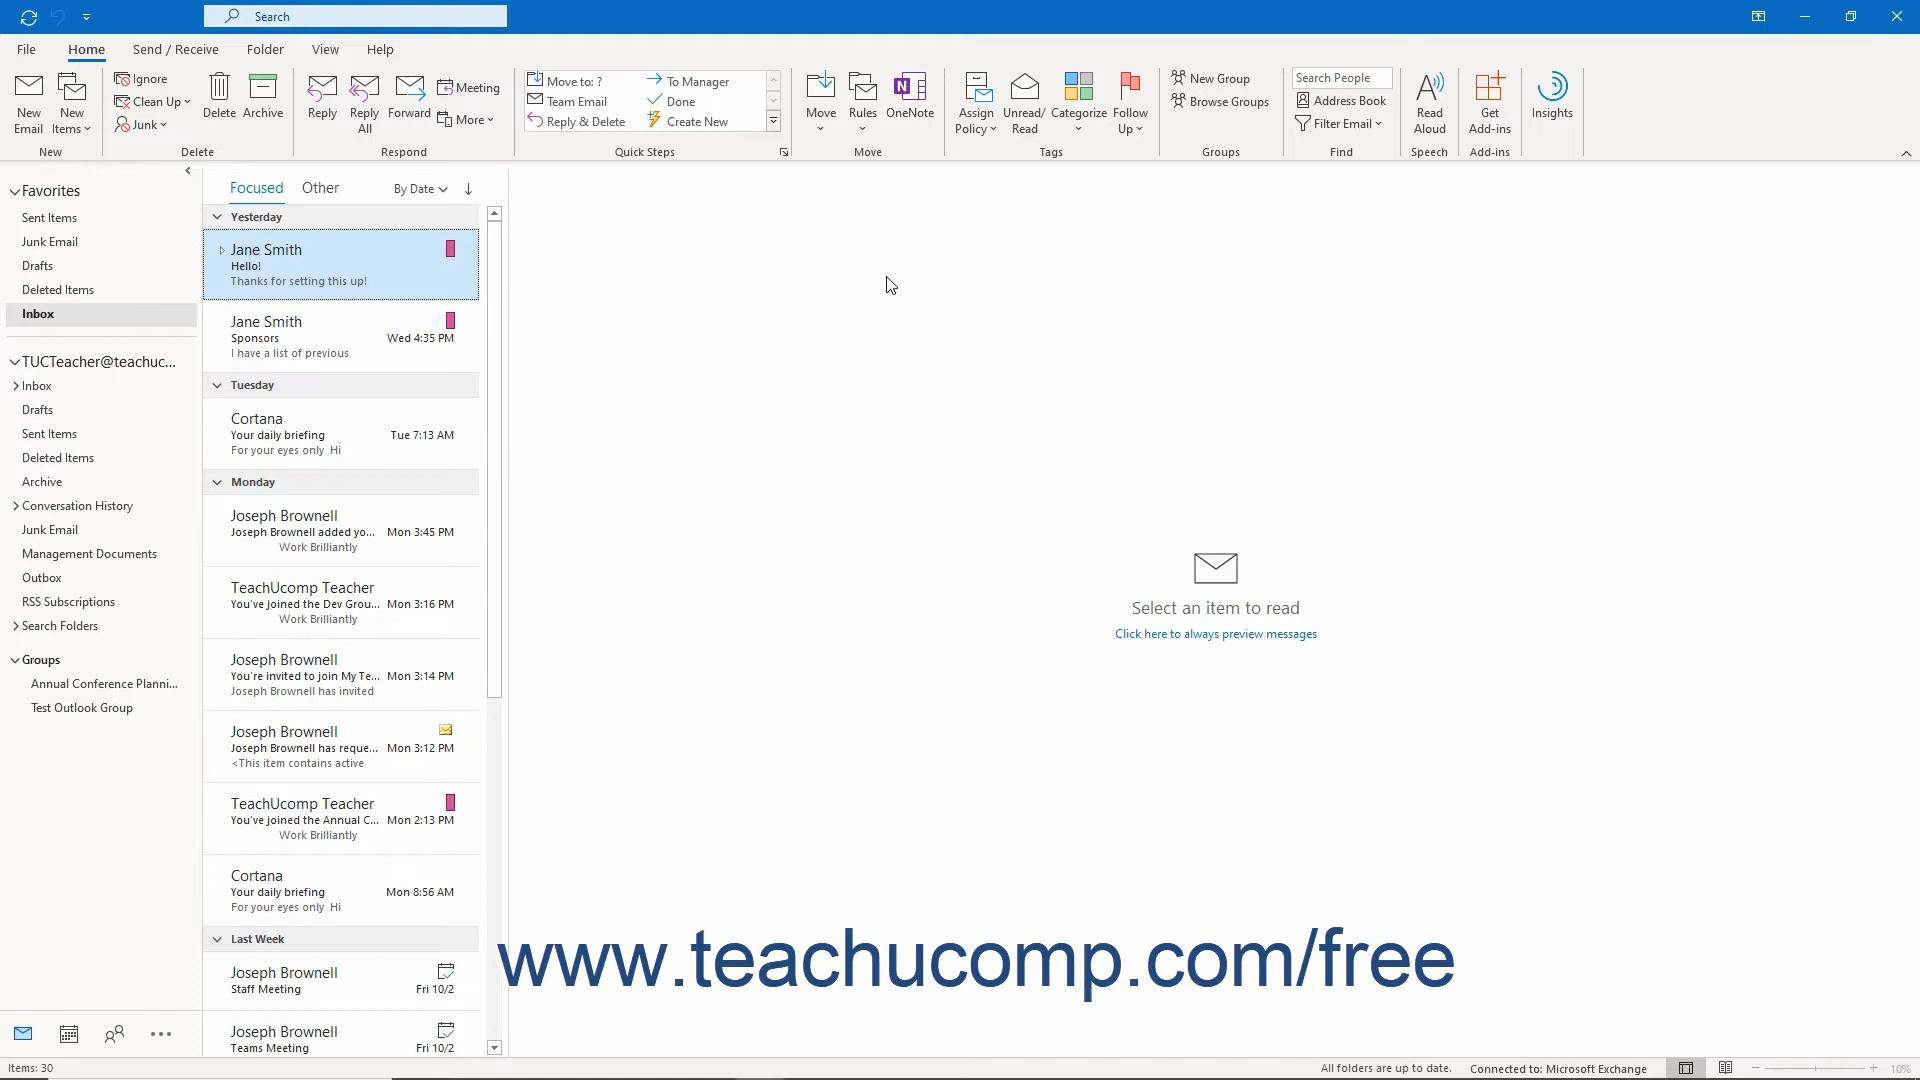 Search
File Home Send / Receive Folder View Help
New Email
New Items
New
Ignore
Clean Up
Junk
Delete
Archive
Delete
Reply
Reply All
Forward
Meeting
More
Respond
Move to: ?
Team Email
Reply & Delete
To Manager
Done
Create New
Quick Steps
Move
Rules
OneNote
Move
Assign Policy
Unread/ Read
Categorize
Follow Up
Tags
New Group
Browse Groups
Groups
Search People
Address Book
Filter Email
Find
Read Aloud
Speech
Get Add-ins
Add-ins
Insights
Favorites
Sent Items
Junk Email
Drafts
Deleted Items
Inbox
TUCTeacher@teachuc...
Inbox
Drafts
Sent Items
Deleted Items
Archive
Conversation History
Junk Email
Management Documents
Outbox
RSS Subscriptions
Search Folders
Groups
Annual Conference Planni...
Test Outlook Group
Focused Other By Date
Yesterday
Jane Smith
Hello!
Thanks for setting this up!
Jane Smith
Sponsors Wed 4:35 PM
I have a list of previous
Tuesday
Cortana
Your daily briefing Tue 7:13 AM
For your eyes only Hi
Monday
Joseph Brownell
Joseph Brownell added yo... Mon 3:45 PM
Work Brilliantly
TeachUcomp Teacher
You've joined the Dev Grou... Mon 3:16 PM
Work Brilliantly
Joseph Brownell
You're invited to join My Te... Mon 3:14 PM
Joseph Brownell has invited
Joseph Brownell
Joseph Brownell has reque... Mon 3:12 PM
<This item contains active
TeachUcomp Teacher
You've joined the Annual C... Mon 2:13 PM
Work Brilliantly
Cortana
Your daily briefing Mon 8:56 AM
For your eyes only Hi
Last Week
Joseph Brownell
Staff Meeting Fri 10/2
Joseph Brownell
Teams Meeting Fri 10/2
Select an item to read
Click here to always preview messages
www.teachucomp.com/free
Items: 30
All folders are up to date. Connected to: Microsoft Exchange
10%